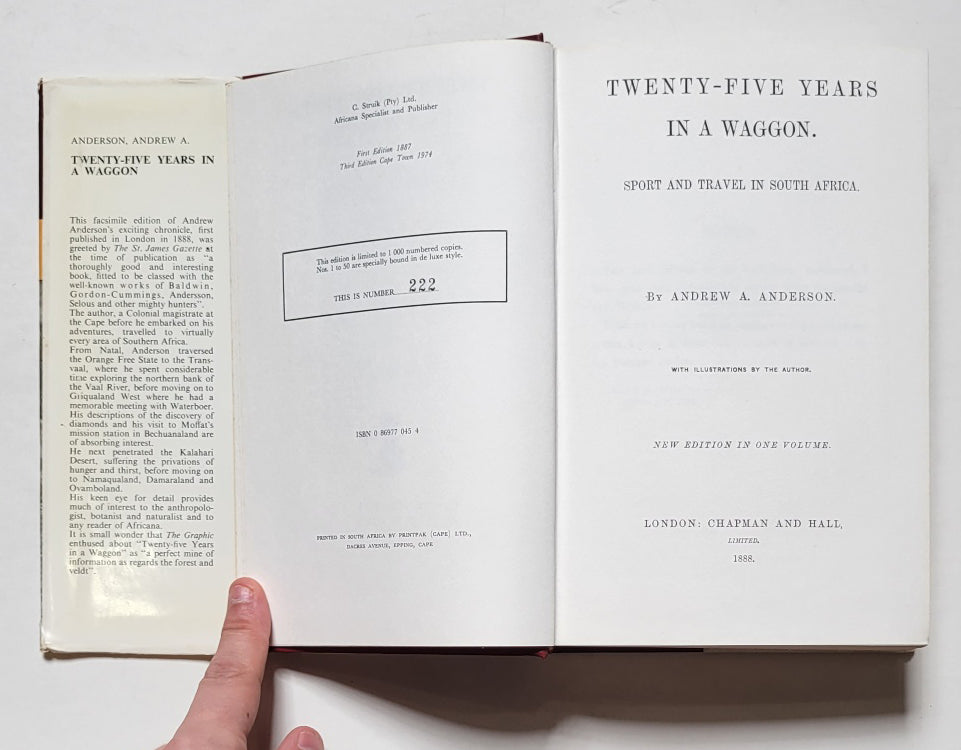 ANDERSON, ANDREW A.
TWENTY-FIVE YEARS IN
A WAGGON
This facsimile edition of Andrew
Anderson's exciting chronicle, first
published in London in 1888, was
greeted by The St. James Gazette at
the time of publication as "a
thoroughly good and interesting
book, fitted to be classed with the
well-known works of Baldwin,
Gordon-Cummings, Andersson,
Selous and other mighty hunters".
The author, a Colonial magistrate at
the Cape before he embarked on his
adventures, travelled to virtually
every area of Southern Africa.
From Natal, Anderson traversed
the Orange Free State to the Trans-
vaal, where he spent considerable
time exploring the northern bank of
the Vaal River, before moving on to
Griqualand West where he had a
memorable meeting with Waterboer.
His descriptions of the discovery of
diamonds and his visit to Moffat's
mission station in Bechuanaland are
of absorbing interest.
He next penetrated the Kalahari
Desert, suffering the privations of
hunger and thirst, before moving on
to Namaqualand, Damaraland and
Ovamboland.
His keen eye for detail provides
much of interest to the anthropolo-
gist, botanist and naturalist and to
any reader of Africana.
It is small wonder that The Graphic
enthused about "Twenty-five Years
in a Waggon" as "a perfect mine of
information as regards the forest and
veldt".
C. Struik (Pty) Ltd.
Africana Specialist and Publisher
First Edition 1887
Third Edition Cape Town 1974
This edition is limited to 1 000 numbered copies.
Nos. 1 to 50 are specially bound in de luxe style.
THIS IS NUMBER 222
ISBN 0 86977 045 4
PRINTED IN SOUTH AFRICA BY PRINTPAK (CAPE) LTD.,
DACRES AVENUE, EPPING, CAPE
TWENTY-FIVE YEARS
IN A WAGGON.
SPORT AND TRAVEL IN SOUTH AFRICA.
By ANDREW A. ANDERSON.
WITH ILLUSTRATIONS BY THE AUTHOR.
NEW EDITION IN ONE VOLUME.
LONDON: CHAPMAN AND HALL,
LIMITED.
1888.